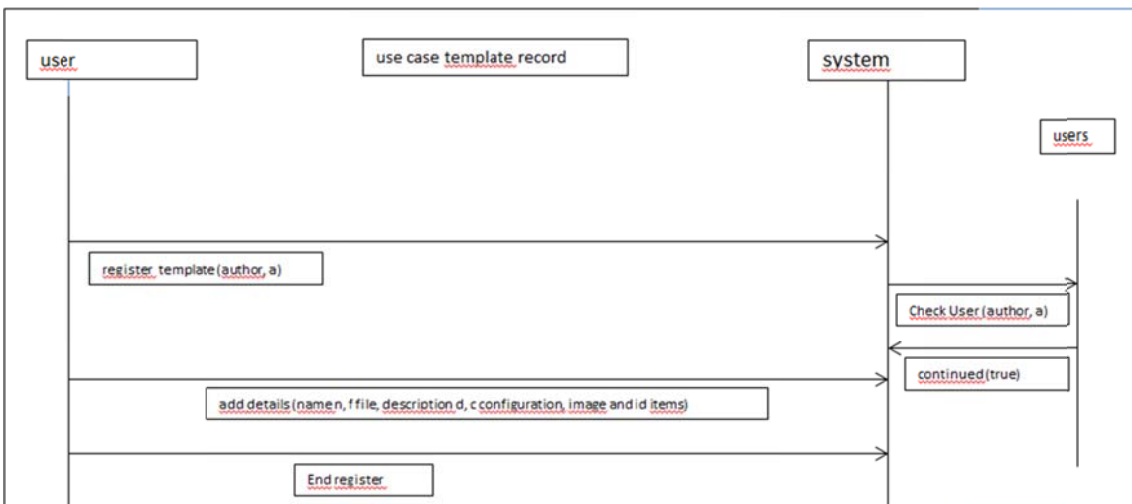 user
use case template record
system
users
register template (author, a)
Check User (author, a)
continued (true)
add details (name n, f file, description d, c configuration, image and id items)
End register